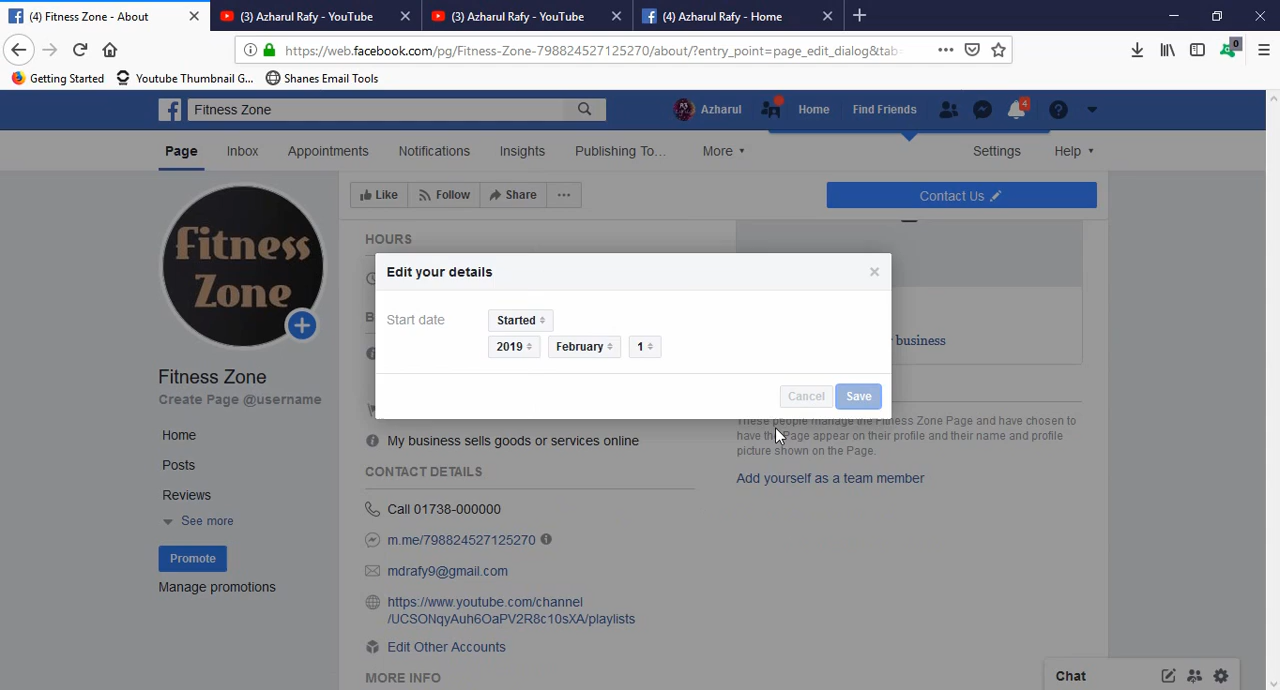 (4) Fitness Zone - About
(3) Azharul Rafy - YouTube
(3) Azharul Rafy - YouTube
(4) Azharul Rafy - Home
https://web.facebook.com/pg/Fitness-Zone-798824527125270/about/?entry_point=page_edit_dialog&tab
0
Getting Started
Youtube Thumbnail G...
Shanes Email Tools
Fitness Zone
Azharul
Home
Find Friends
4
Page
Inbox
Appointments
Notifications
Insights
Publishing To...
More
Settings
Help
Like
Follow
Share
Contact Us
HOURS
Fitness
Zone
Edit your details
Start date
Started
2019
February
1
Cancel
Save
business
Fitness Zone
Create Page @username
Home
Posts
Reviews
See more
Promote
Manage promotions
My business sells goods or services online
CONTACT DETAILS
Call 01738-000000
m.me/798824527125270
mdrafy9@gmail.com
https://www.youtube.com/channel
/UCSONqyAuh6OaPV2R8c10sXA/playlists
Edit Other Accounts
MORE INFO
These people manage the Fitness Zone Page and have chosen to
have the Page appear on their profile and their name and profile
picture shown on the Page.
Add yourself as a team member
Chat